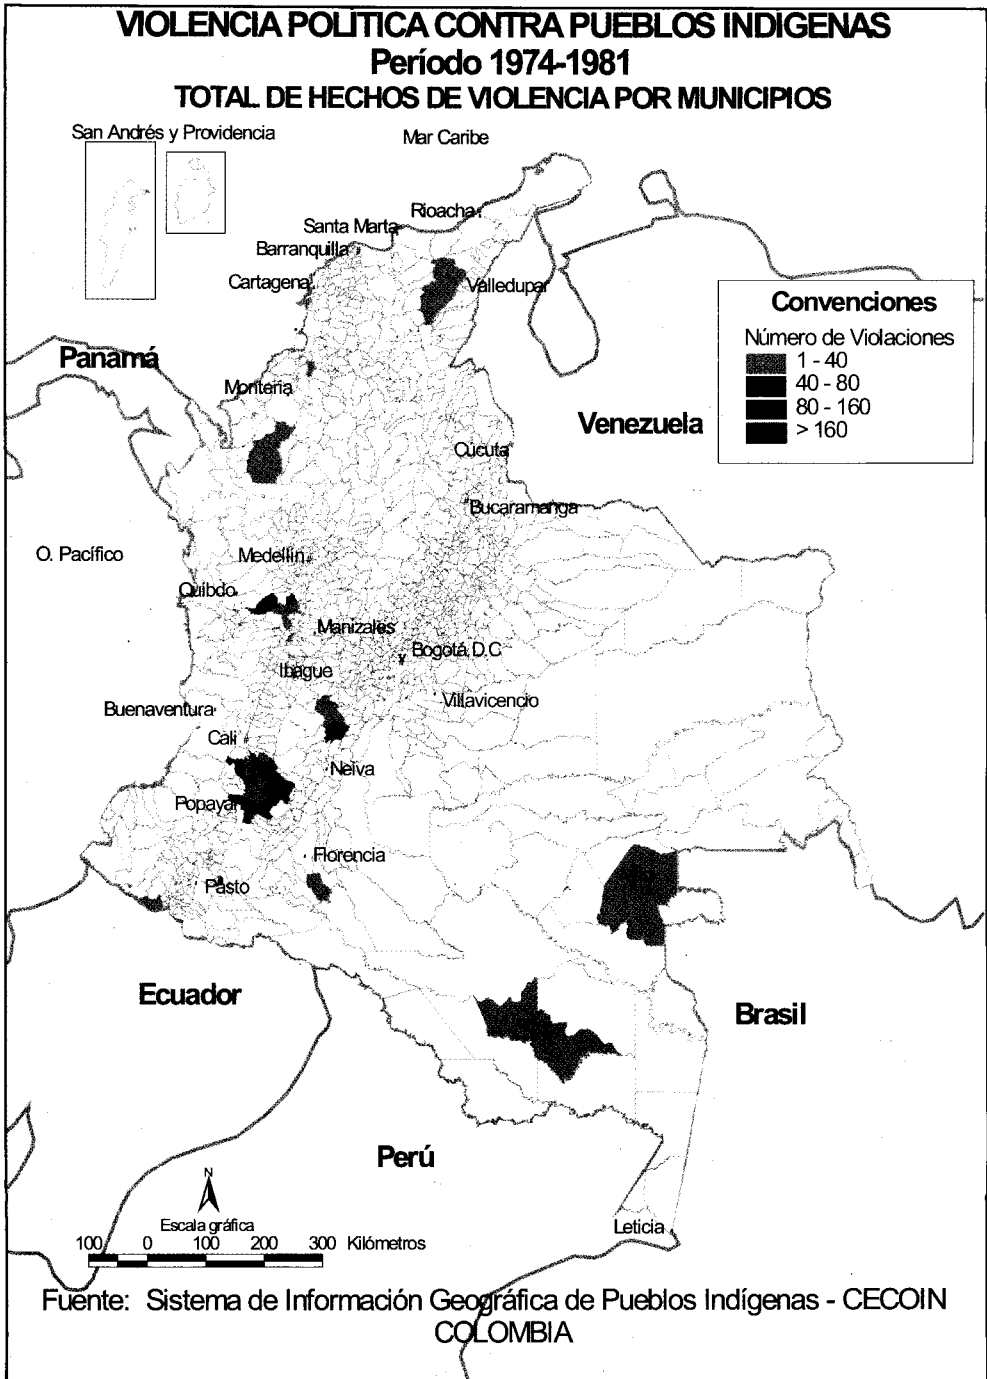 VIOLENCIA POLÍTICA CONTRA PUEBLOS INDIGENAS
Período 1974-1981
TOTAL DE HECHOS DE VIOLENCIA POR MUNICIPIOS
San Andrés y Providencia
Mar Caribe
Rioacha
Santa Marta
Barranquilla
Cartagena
Valledupar
Convenciones
Número de Violaciones
1 - 40
40 - 80
80 - 160
> 160
Panamá
Montería
Venezuela
Cúcuta
Bucaramanga
O. Pacífico
Medellín
Quibdo
Manizales
Bogotá, D.C
Ibague
Villavicencio
Buenaventura
Cali
Neiva
Popayan
Florencia
Pasto
Ecuador
Brasil
Perú
N
Escala gráfica
100 0 100 200 300 Kilómetros
Leticia
Fuente: Sistema de Información Geográfica de Pueblos Indígenas - CECOIN
COLOMBIA